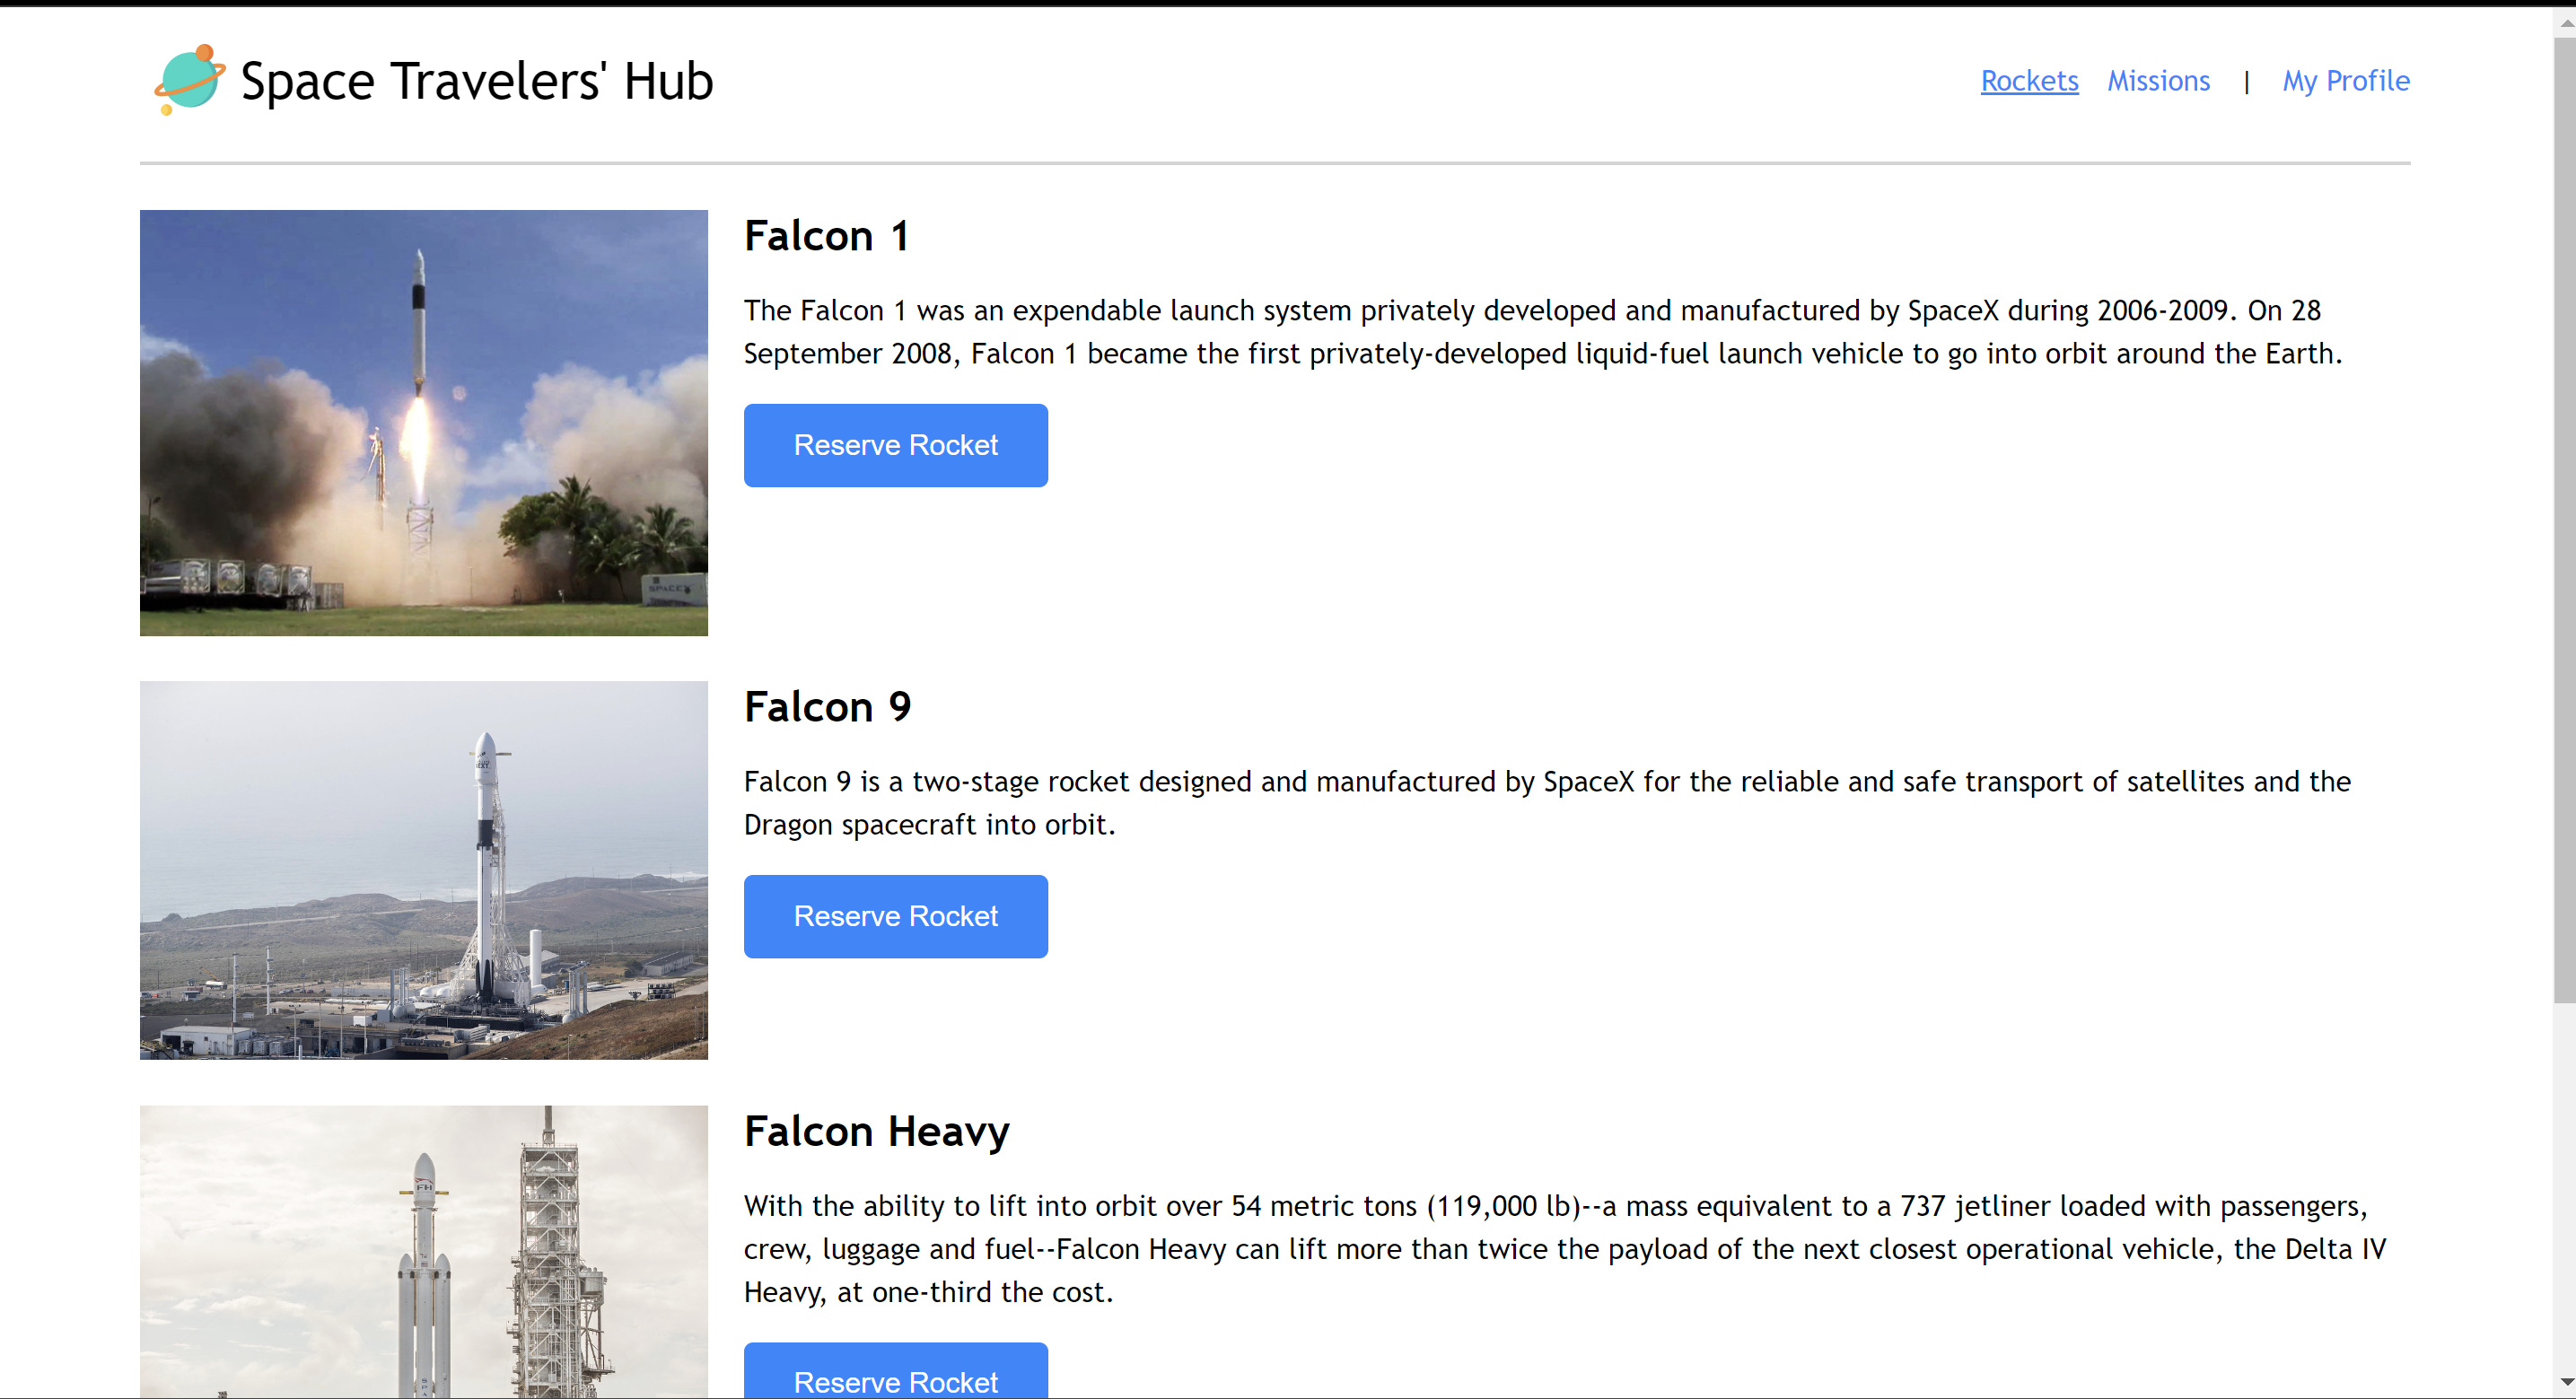 Space Travelers' Hub
Rockets Missions | My Profile
Falcon 1
The Falcon 1 was an expendable launch system privately developed and manufactured by SpaceX during 2006-2009. On 28
September 2008, Falcon 1 became the first privately-developed liquid-fuel launch vehicle to go into orbit around the Earth.
Reserve Rocket
SPACEX
Falcon 9
Falcon 9 is a two-stage rocket designed and manufactured by SpaceX for the reliable and safe transport of satellites and the
Dragon spacecraft into orbit.
Reserve Rocket
Falcon Heavy
With the ability to lift into orbit over 54 metric tons (119,000 lb)--a mass equivalent to a 737 jetliner loaded with passengers,
crew, luggage and fuel--Falcon Heavy can lift more than twice the payload of the next closest operational vehicle, the Delta IV
Heavy, at one-third the cost.
FH
Reserve Rocket